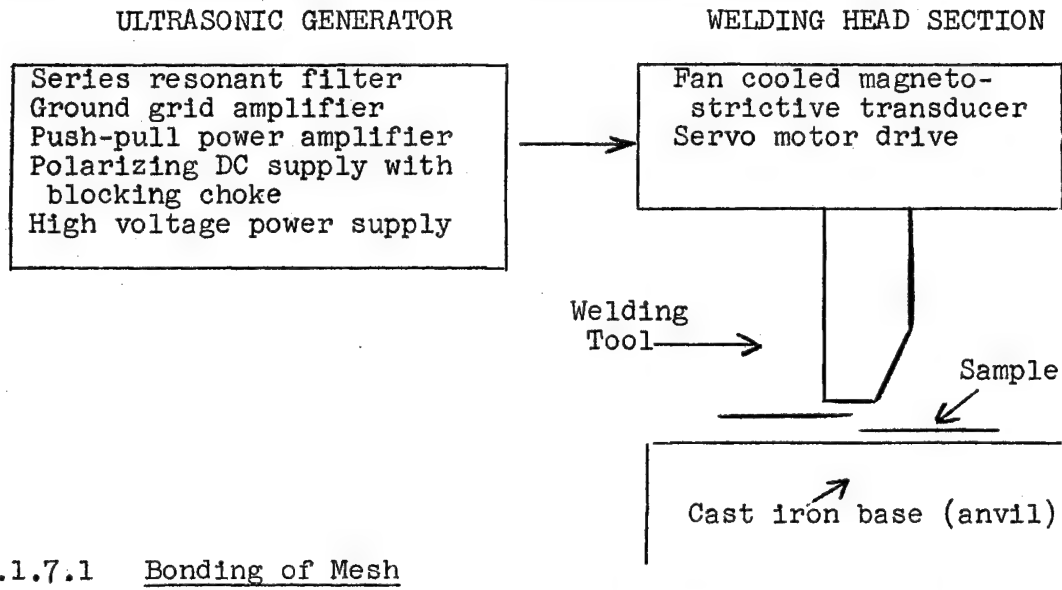 ULTRASONIC GENERATOR
Series resonant filter
Ground grid amplifier
Push-pull power amplifier
Polarizing DC supply with
blocking choke
High voltage power supply
WELDING HEAD SECTION
Fan cooled magneto-
strictive transducer
Servo motor drive
Welding
Tool
Sample
Cast iron base (anvil)
.1.7.1 Bonding of Mesh